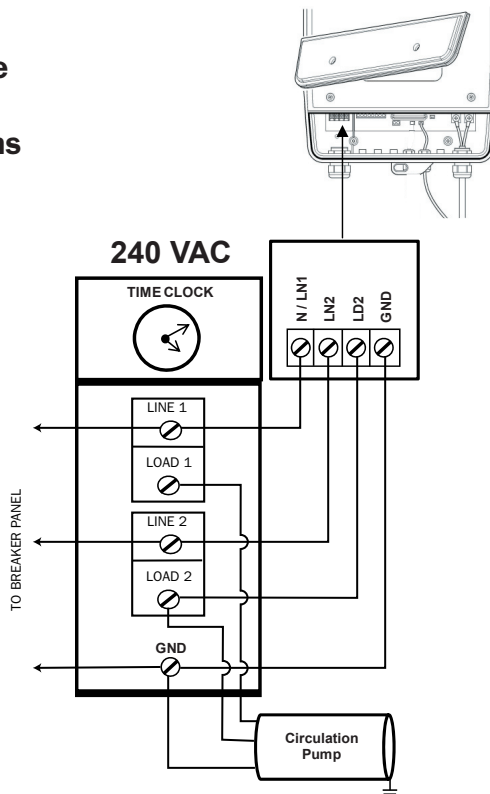 e
ns
240 VAC
TIME CLOCK
N / LN1
LN2
LD2
GND
LINE 1
LOAD 1
LINE 2
LOAD 2
GND
TO BREAKER PANEL
Circulation
Pump